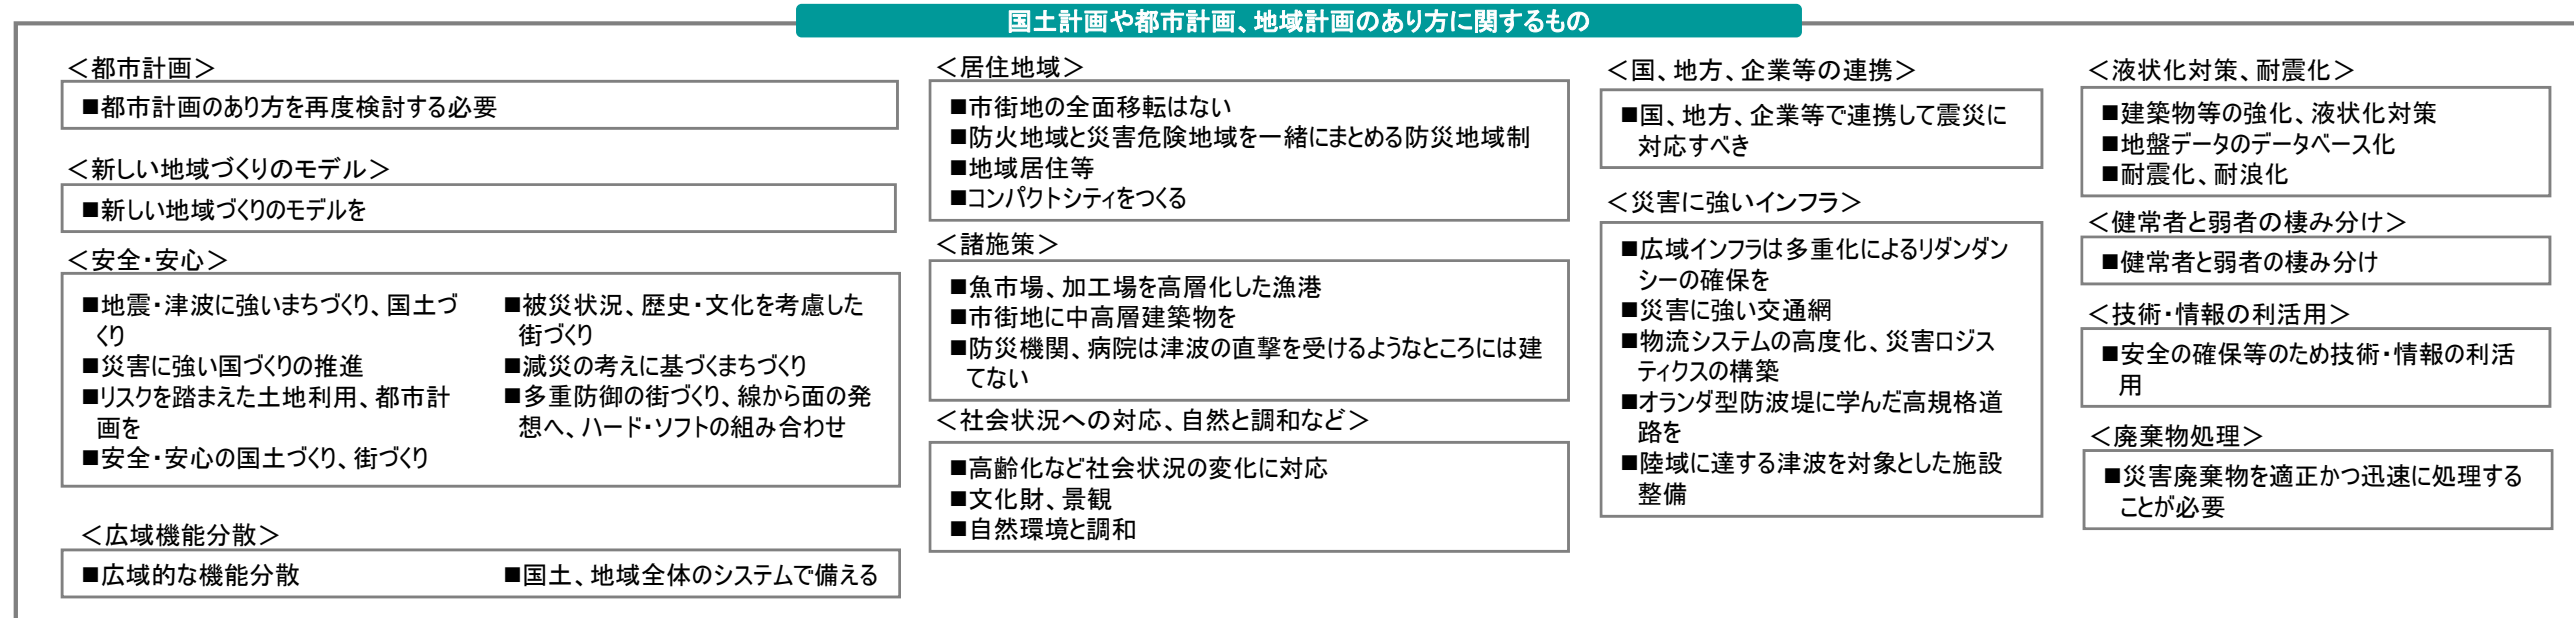 国土計画や都市計画、地域計画のあり方に関するもの
＜都市計画＞
■都市計画のあり方を再度検討する必要
＜新しい地域づくりのモデル＞
■新しい地域づくりのモデルを
＜安全・安心＞
■地震・津波に強いまちづくり、国土づ
くり
■災害に強い国づくりの推進
■リスクを踏まえた土地利用、都市計
画を
■安全・安心の国土づくり、街づくり
■被災状況、歴史・文化を考慮した
街づくり
■減災の考えに基づくまちづくり
■多重防御の街づくり、線から面の発
想へ、ハード・ソフトの組み合わせ
＜広域機能分散＞
■広域的な機能分散
■国土、地域全体のシステムで備える
＜居住地域＞
■市街地の全面移転はない
■防火地域と災害危険地域を一緒にまとめる防災地域制
■地域居住等
■コンパクトシティをつくる
＜諸施策＞
■魚市場、加工場を高層化した漁港
■市街地に中高層建築物を
■防災機関、病院は津波の直撃を受けるようなところには建
てない
＜社会状況への対応、自然と調和など＞
■高齢化など社会状況の変化に対応
■文化財、景観
■自然環境と調和
＜国、地方、企業等の連携＞
■国、地方、企業等で連携して震災に
対応すべき
＜災害に強いインフラ＞
■広域インフラは多重化によるリダンダン
シーの確保を
■災害に強い交通網
■物流システムの高度化、災害ロジス
ティクスの構築
■オランダ型防波堤に学んだ高規格道
路を
■陸域に達する津波を対象とした施設
整備
＜液状化対策、耐震化＞
■建築物等の強化、液状化対策
■地盤データのデータベース化
■耐震化、耐浪化
＜健常者と弱者の棲み分け＞
■健常者と弱者の棲み分け
＜技術・情報の利活用＞
■安全の確保等のため技術・情報の利活
用
＜廃棄物処理＞
■災害廃棄物を適正かつ迅速に処理する
ことが必要